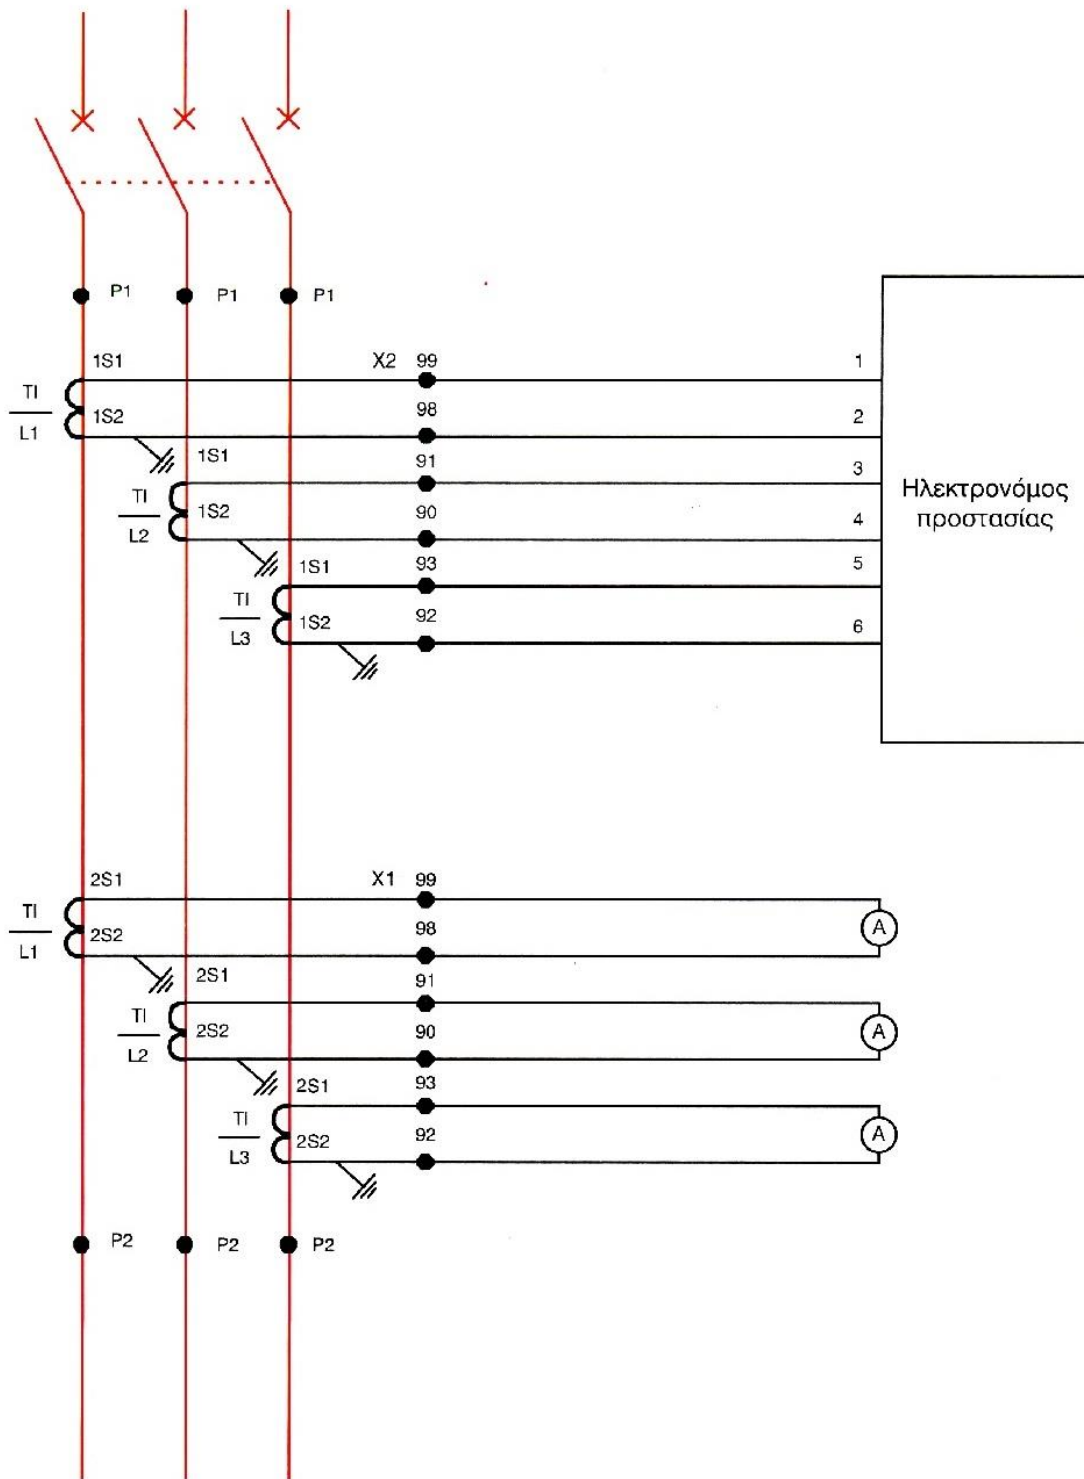 P1 P1 P1
1S1 X2 99 1
TI
L1
1S2 98 2
1S1 91 3
TI
L2
1S2 90 4
1S1 93 5
TI
L3
1S2 92 6
Ηλεκτρονόμος
προστασίας
2S1 X1 99
TI
L1
2S2 98 A
2S1 91
TI
L2
2S2 90 A
2S1 93
TI
L3
2S2 92 A
P2 P2 P2